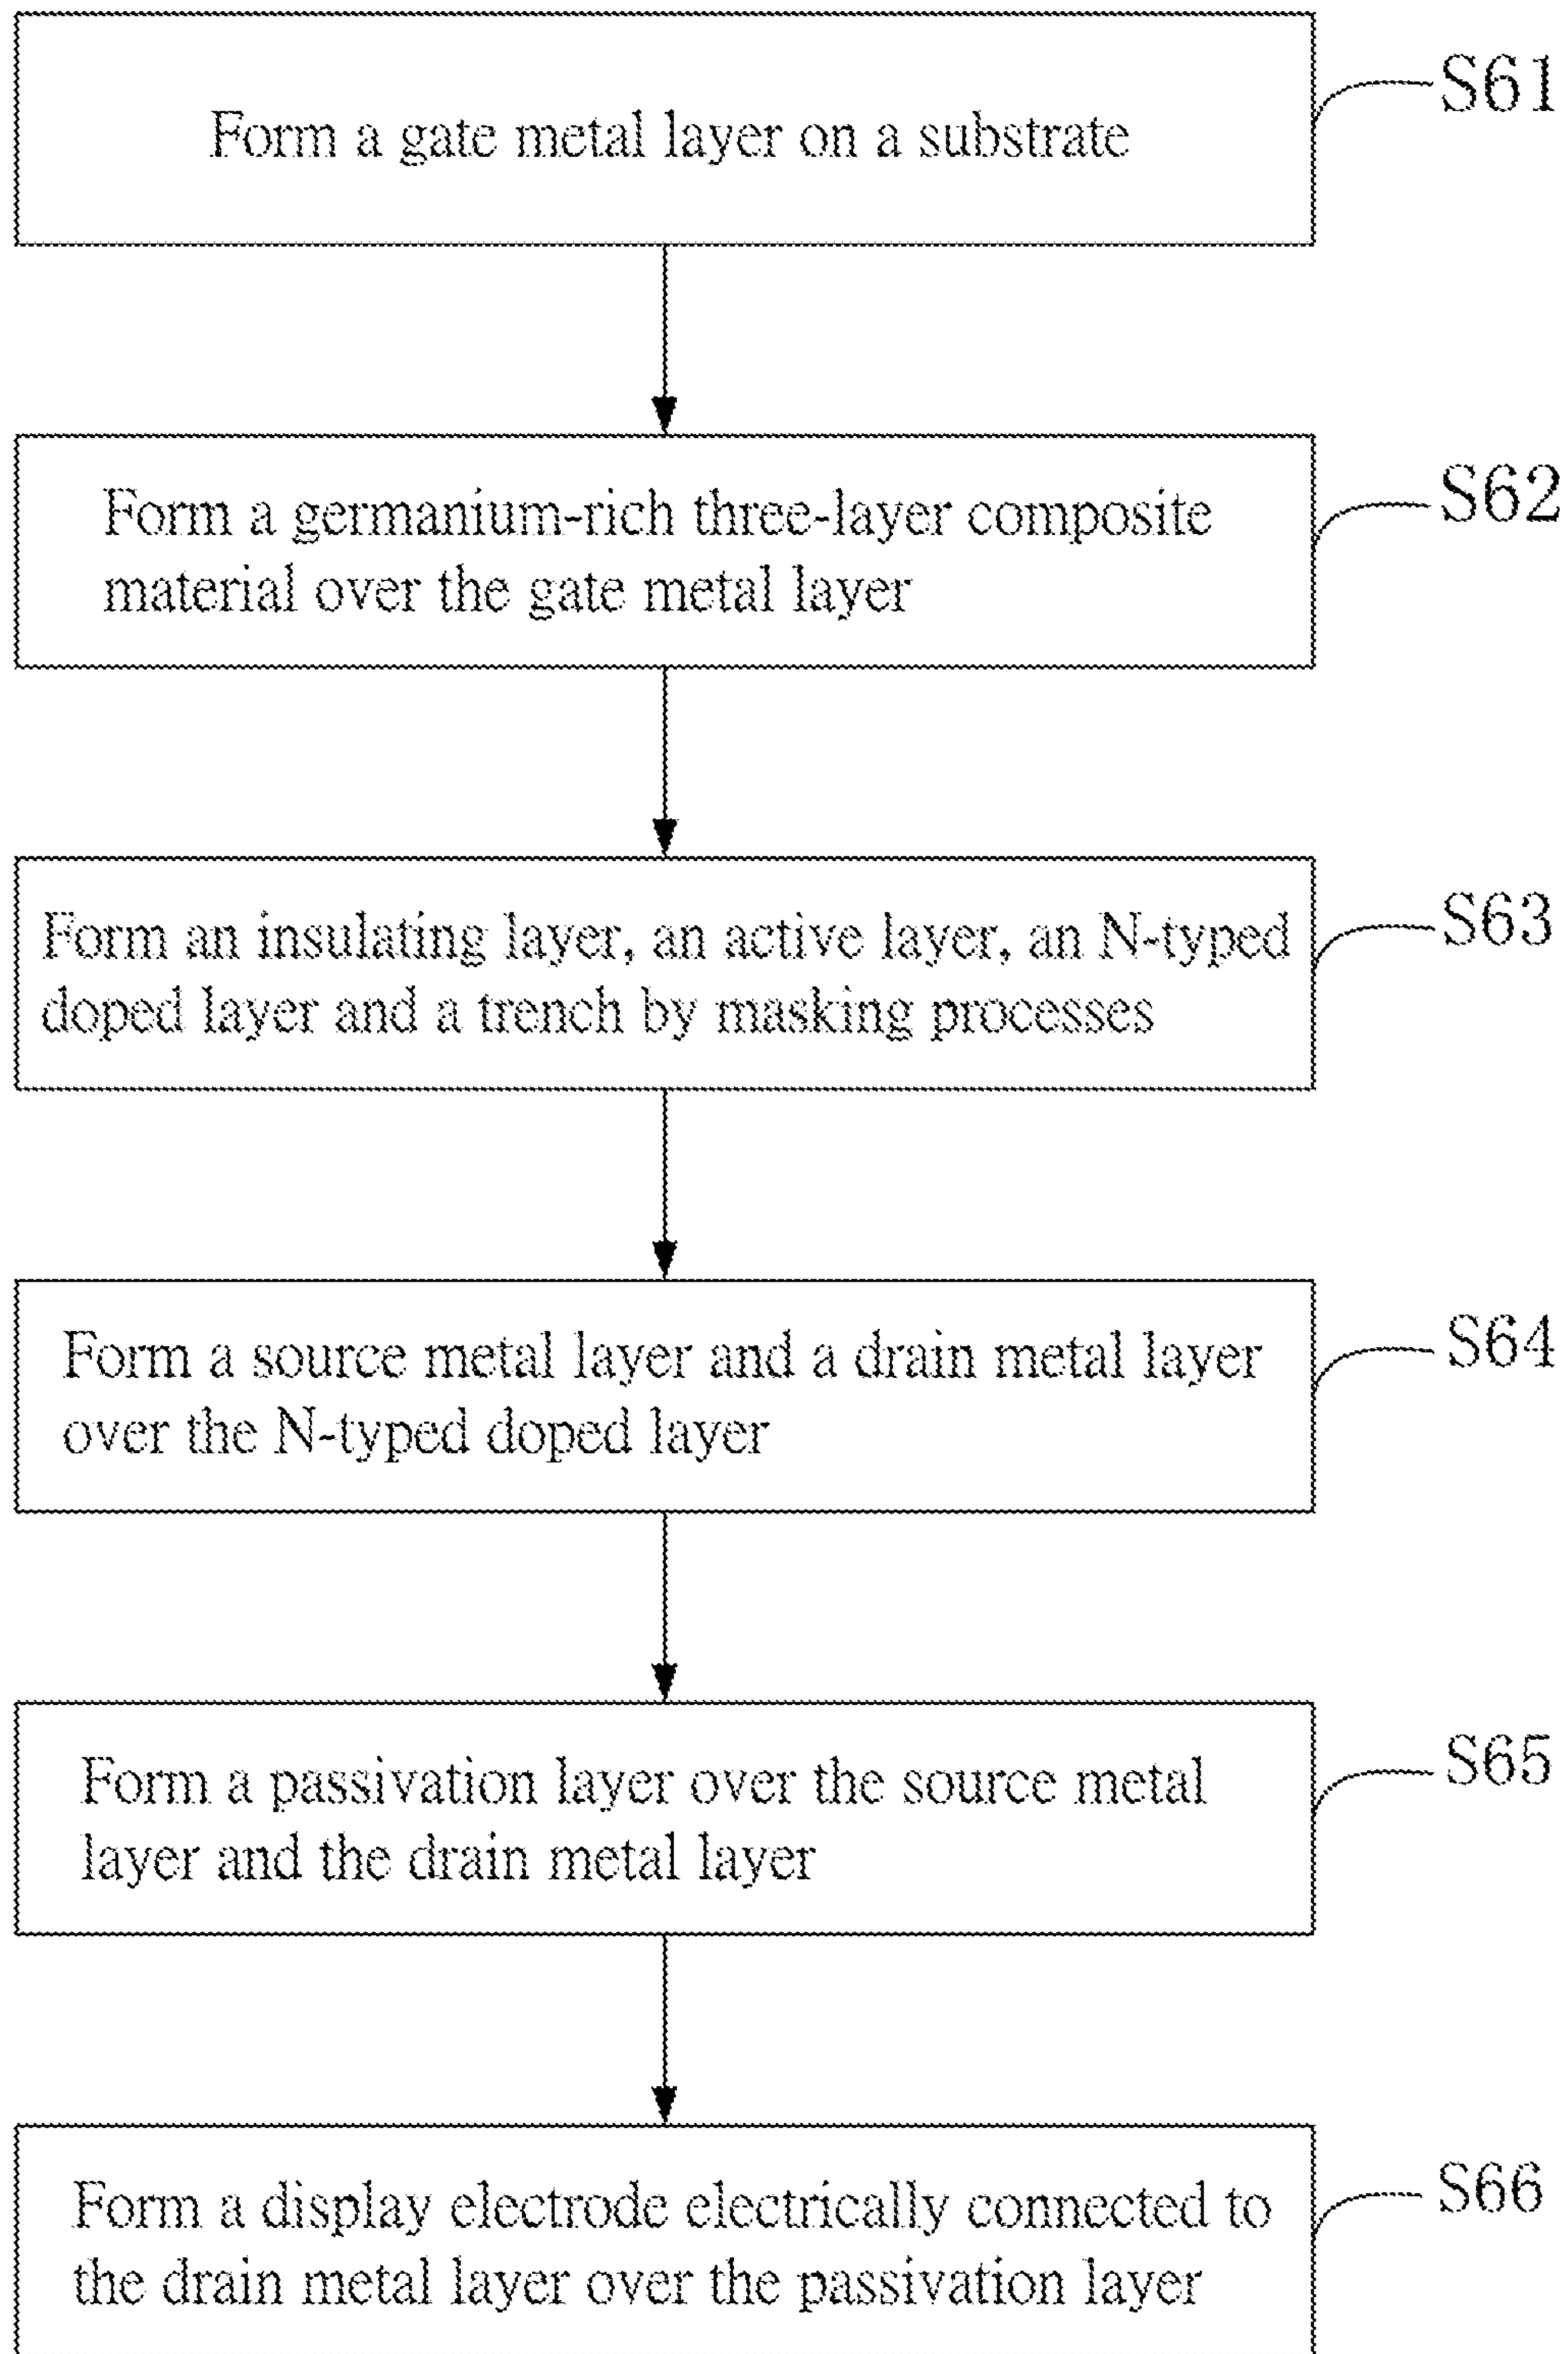 Form a gate metal layer on a substrate
S61
Form a germanium-rich three-layer composite
material over the gate metal layer
S62
Form an insulating layer, an active layer, an N-typed
doped layer and a trench by masking processes
S63
Form a source metal layer and a drain metal layer
over the N-typed doped layer
S64
Form a passivation layer over the source metal
layer and the drain metal layer
S65
Form a display electrode electrically connected to
the drain metal layer over the passivation layer
S66